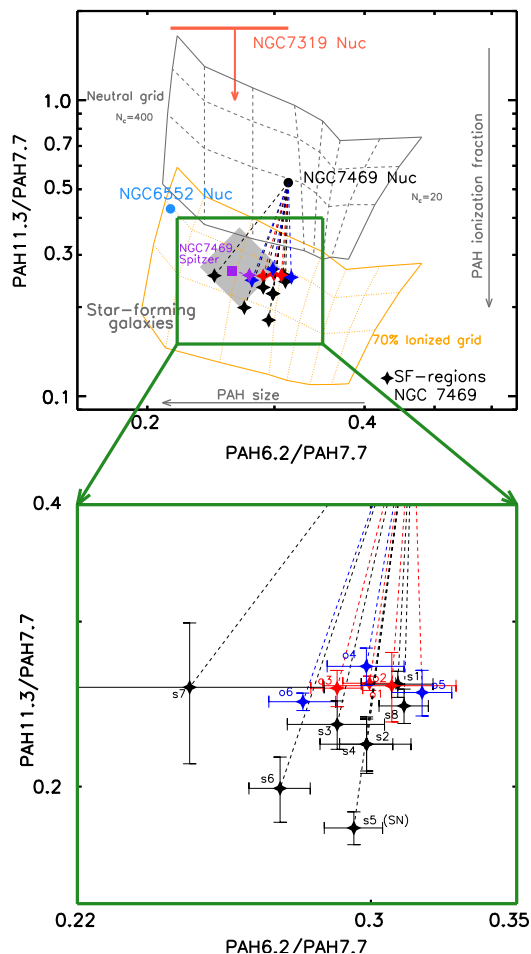 NGC7319 Nuc
Neutral grid
Nc=400
1.0
0.7
0.5
0.3
0.1
PAH11.3/PAH7.7
NGC7469 Nuc
NGC6552 Nuc
Nc=20
PAH ionization fraction
NGC7469
Spitzer
Star-forming
galaxies
70% Ionized grid
SF-regions
NGC 7469
PAH size
0.2
0.4
PAH6.2/PAH7.7
0.4
0.2
PAH11.3/PAH7.7
o4
s7
o3
o2
s1
o6
o1
o5
s8
s3
s2
s4
s6
s5 (SN)
0.22
0.3
0.35
PAH6.2/PAH7.7